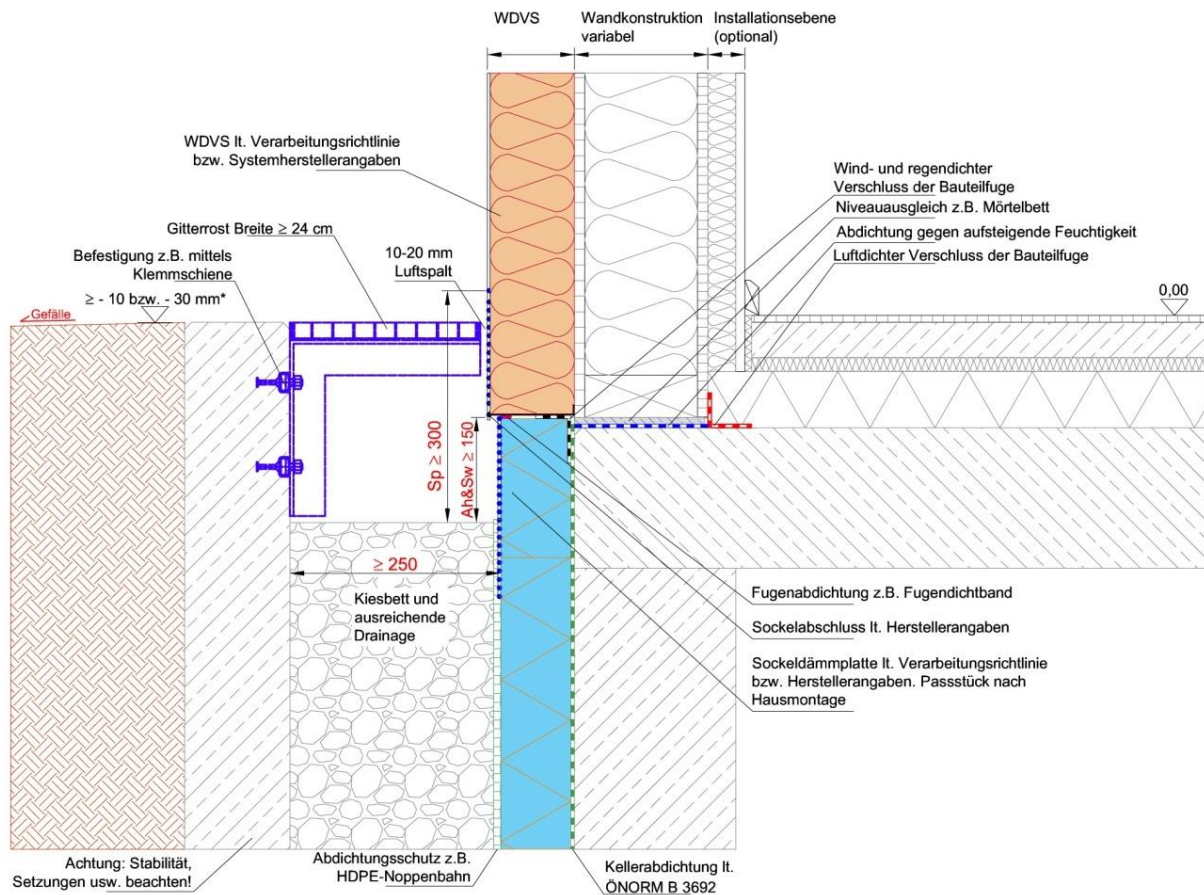 WDVS
Wandkonstruktion
variabel
Installationsebene
(optional)
WDVS lt. Verarbeitungsrichtlinie
bzw. Systemherstellerangaben
Gitterrost Breite ≥ 24 cm
Befestigung z.B. mittels
Klemmschiene
≥ - 10 bzw. - 30 mm*
Gefälle
10-20 mm
Luftspalt
Wind- und regendichter
Verschluss der Bauteilfuge
Niveauausgleich z.B. Mörtelbett
Abdichtung gegen aufsteigende Feuchtigkeit
Luftdichter Verschluss der Bauteilfuge
0,00
Sp ≥ 300
Ah&Sw ≥ 150
≥ 250
Kiesbett und
ausreichende
Drainage
Fugenabdichtung z.B. Fugendichtband
Sockelabschluss lt. Herstellerangaben
Sockeldämmplatte lt. Verarbeitungsrichtlinie
bzw. Herstellerangaben. Passstück nach
Hausmontage
Achtung: Stabilität,
Setzungen usw. beachten!
Abdichtungsschutz z.B.
HDPE-Noppenbahn
Kellerabdichtung lt.
ÖNORM B 3692